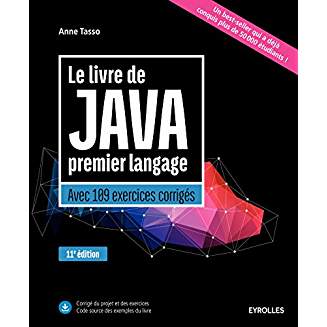 Anne Tasso
Un best-seller qui a déjà
conquis plus de 50 000 étudiants !
Le livre de
JAVA
premier langage
Avec 109 exercices corrigés
11e édition
Corrigé du projet et des exercices
Code source des exemples du livre
EYROLLES